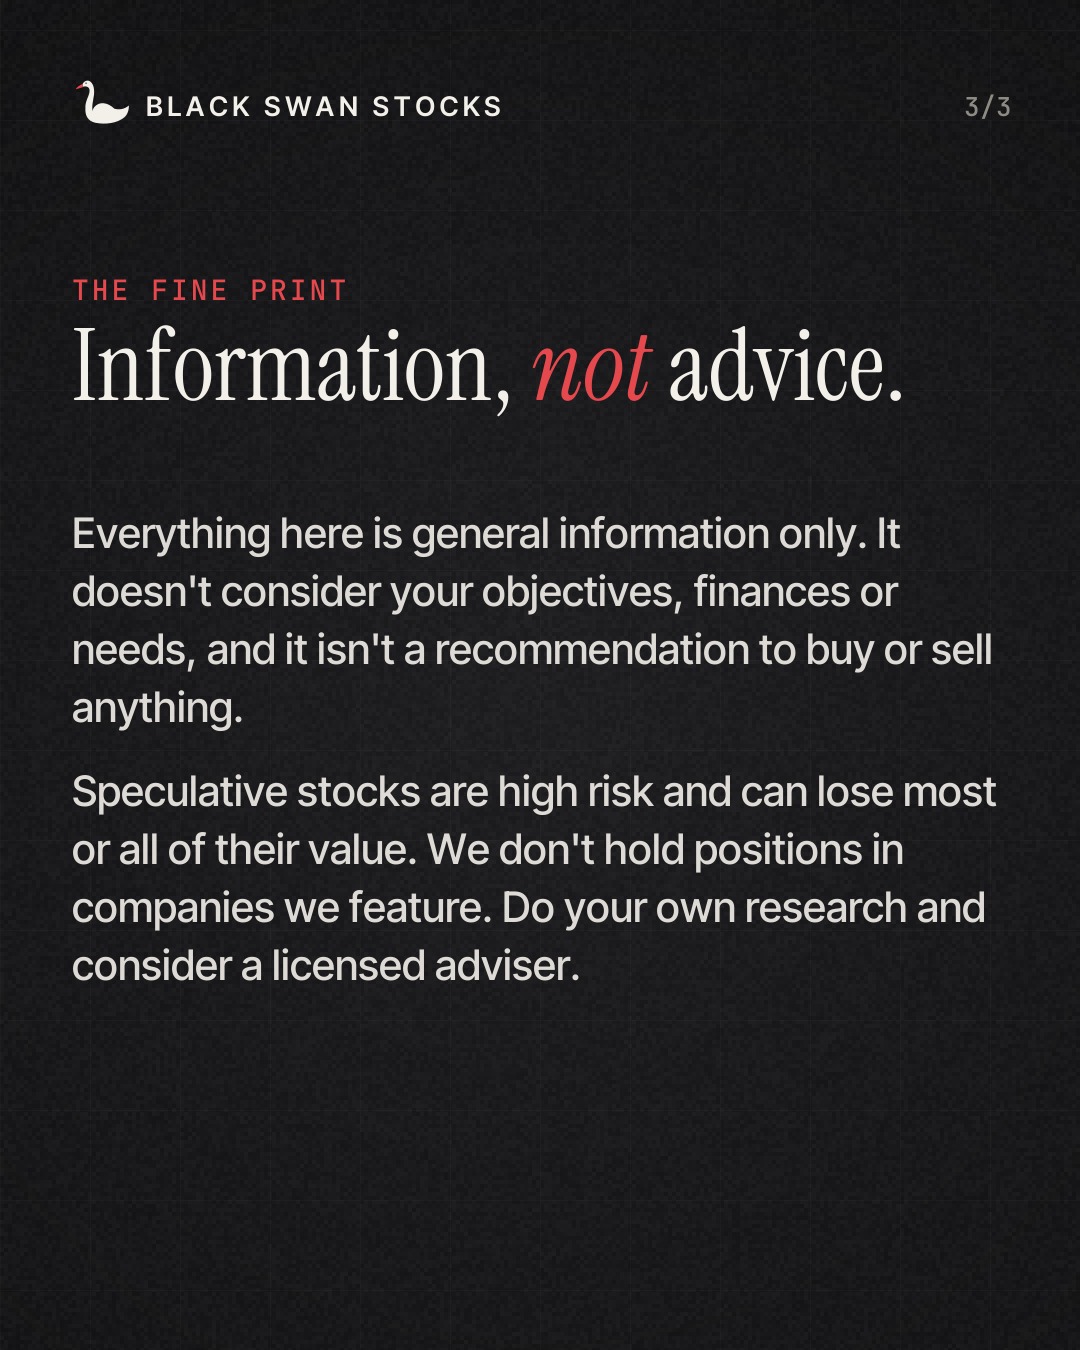 BLACK SWAN STOCKS
3/3
THE FINE PRINT
Information, not advice.
Everything here is general information only. It
doesn't consider your objectives, finances or
needs, and it isn't a recommendation to buy or sell
anything.
Speculative stocks are high risk and can lose most
or all of their value. We don't hold positions in
companies we feature. Do your own research and
consider a licensed adviser.